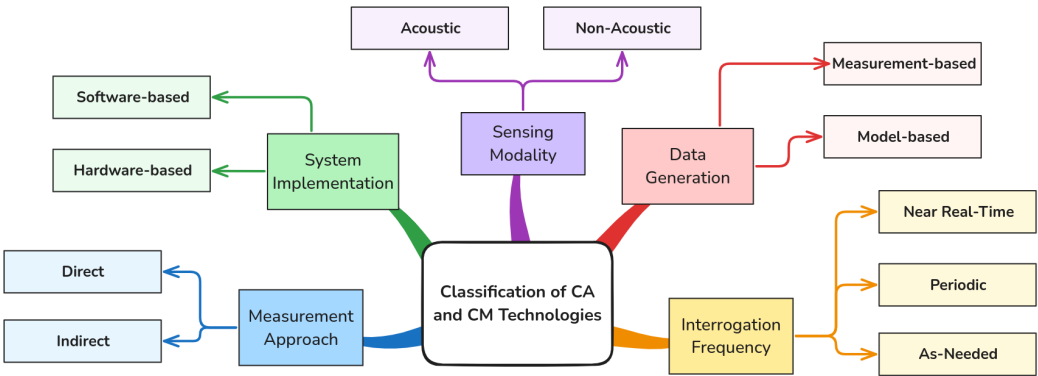 Acoustic
Non-Acoustic
Measurement-based
Software-based
Sensing
Modality
Model-based
System
Implementation
Data
Generation
Hardware-based
Near Real-Time
Direct
Classification of CA
and CM Technologies
Periodic
Measurement
Approach
Interrogation
Frequency
Indirect
As-Needed